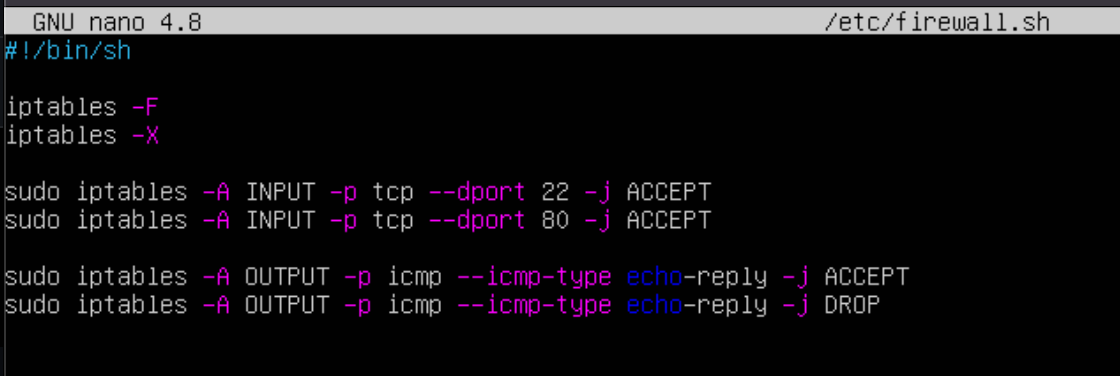 GNU nano 4.8 /etc/firewall.sh
#!/bin/sh
iptables -F
iptables -X
sudo iptables -A INPUT -p tcp --dport 22 -j ACCEPT
sudo iptables -A INPUT -p tcp --dport 80 -j ACCEPT
sudo iptables -A OUTPUT -p icmp --icmp-type echo-reply -j ACCEPT
sudo iptables -A OUTPUT -p icmp --icmp-type echo-reply -j DROP